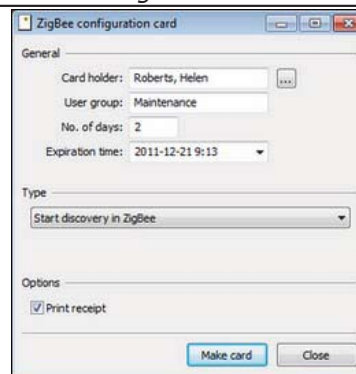 ZigBee configuration card
General
Card holder: Roberts, Helen ...
User group: Maintenance
No. of days: 2
Expiration time: 2011-12-21 9:13
Type
Start discovery in ZigBee
Options
Print receipt
Make card Close